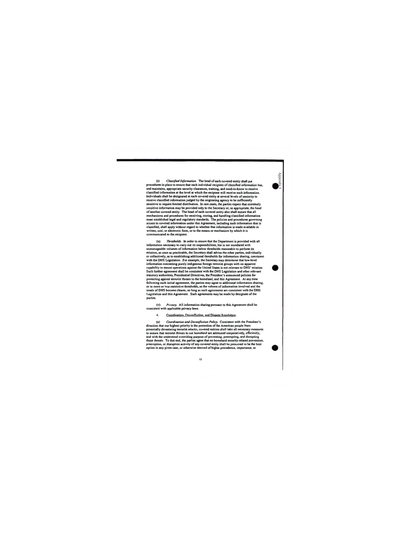 (t) Classified Information. The head of each covered entity shall put
procedures in place to ensure that each individual recipient of classified information has,
and maintains, appropriate security clearances, training, and need-to-know to receive
classified information at the level at which the recipient will receive such information.
Individuals shall be designated at each covered entity at several levels of seniority to
receive classified information judged by the originating agency to be sufficiently
sensitive to require limited distribution. In rare cases, the parties expect that extremely
sensitive information may be provided only to the Secretary or, as appropriate, the head
of another covered entity. The head of each covered entity also shall ensure that all
mechanisms and procedures for receiving, storing, and handling classified information
meet established legal and regulatory standards. The policies and procedures governing
access to covered information under this Agreement, including such information that is
classified, shall apply without regard to whether that information is made available in
written, oral, or electronic form, or to the means or mechanism by which it is
communicated to the recipient.
(u) Thresholds. In order to ensure that the Department is provided with all
information necessary to carry out its responsibilities, but is not inundated with
unmanageable volumes of information below thresholds reasonably to perform its
mission, as soon as practicable, the Secretary shall advise the other parties, individually
or collectively, as to establishing additional thresholds for information sharing, consistent
with the DHS Legislation. For example, the Secretary may determine that low-level
information concerning purely indigenous foreign terrorist groups with no apparent
capability to mount operations against the United States is not relevant to DHS' mission.
Such further agreement shall be consistent with the DHS Legislation and other relevant
statutory authorities, Presidential Directives, the President's announced policies for
protecting against terrorist threats to the homeland, and this Agreement. At any time
following such initial agreement, the parties may agree to additional information sharing,
or to more or less restrictive thresholds, as the volume of information involved and the
needs of DHS become clearer, so long as such agreements are consistent with the DHS
Legislation and this Agreement. Such agreements may be made by designees of the
parties.
(v) Privacy. All information sharing pursuant to this Agreement shall be
consistent with applicable privacy laws.
4. Coordination, Deconfliction, and Dispute Resolution.
(a) Coordination and Deconfliction Policy. Consistent with the President's
direction that our highest priority is the protection of the American people from
potentially devastating terrorist attacks, covered entities shall take all necessary measures
to ensure that terrorist threats to our homeland are addressed cooperatively, efficiently,
and with the understood overriding purpose of preventing, preempting, and disrupting
those threats. To that end, the parties agree that no homeland security-related prevention,
preemption, or disruption activity of any covered entity shall be presumed to be the best
option in any given case, or otherwise deemed of higher precedence, importance, or